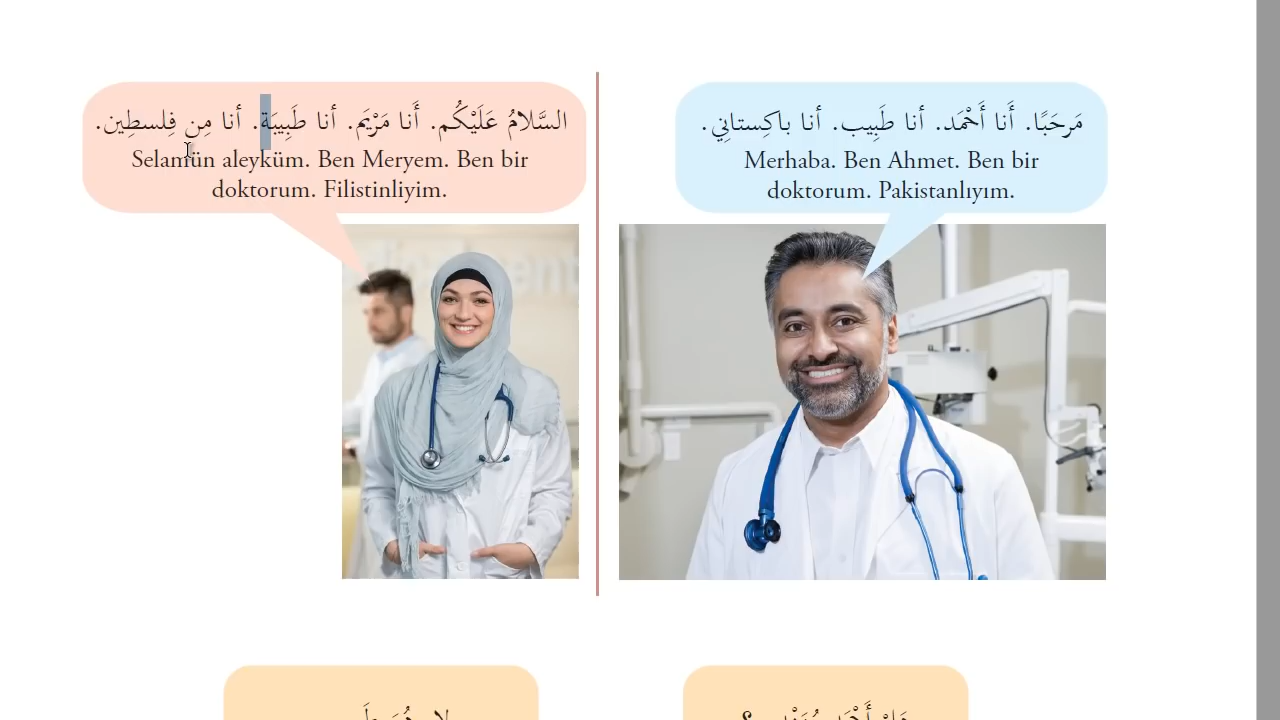 السَّلامُ عَلَيْكُم. أَنا مَرْيَم. أنا طَبِيبَة. أنا مِن فِلسطِين.
Selamün aleyküm. Ben Meryem. Ben bir
doktorum. Filistinliyim.
مَرحَبًا. أَنا أَحْمَد. أنا طَبِيب. أنا باكِستانِي.
Merhaba. Ben Ahmet. Ben bir
doktorum. Pakistanlıyım.